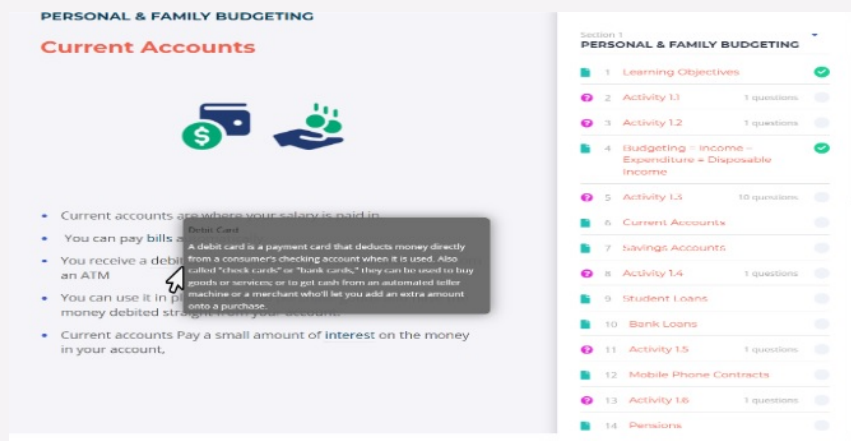 PERSONAL & FAMILY BUDGETING
Current Accounts
Current accounts are where your salary is paid in
You can pay bills a
You receive a debit
an ATM
You can use it in pl
money debited straight from your account.
Current accounts Pay a small amount of interest on the money
in your account,
Debit Card
A debit card is a payment card that deducts money directly
from a consumer's checking account when it is used. Also
called "check cards" or "bank cards," they can be used to buy
goods or services; or to get cash from an automated teller
machine or a merchant who'll let you add an extra amount
onto a purchase.
Section 1
PERSONAL & FAMILY BUDGETING
1 Learning Objectives
2 Activity 1.1 1 questions
3 Activity 1.2 1 questions
4 Budgeting = Income –
Expenditure = Disposable
Income
5 Activity 1.3 10 questions
6 Current Accounts
7 Savings Accounts
8 Activity 1.4 1 questions
9 Student Loans
10 Bank Loans
11 Activity 1.5 1 questions
12 Mobile Phone Contracts
13 Activity 1.6 1 questions
14 Pensions